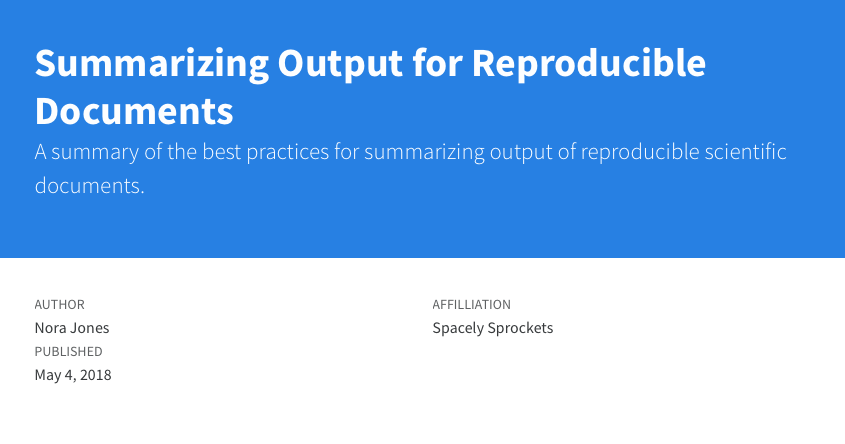 Summarizing Output for Reproducible
Documents
A summary of the best practices for summarizing output of reproducible scientific
documents.
AUTHOR
AFFILLIATION
Nora Jones
Spacely Sprockets
PUBLISHED
May 4, 2018